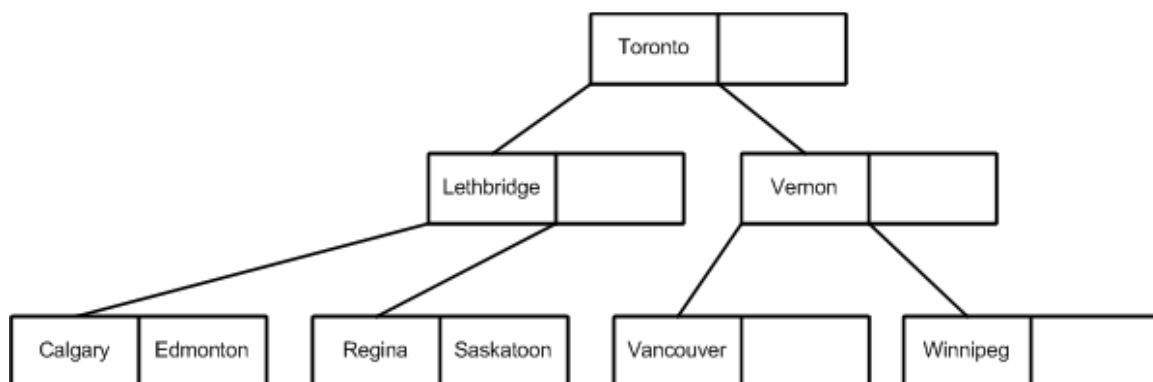 Toronto
Lethbridge
Vernon
Calgary
Edmonton
Regina
Saskatoon
Vancouver
Winnipeg